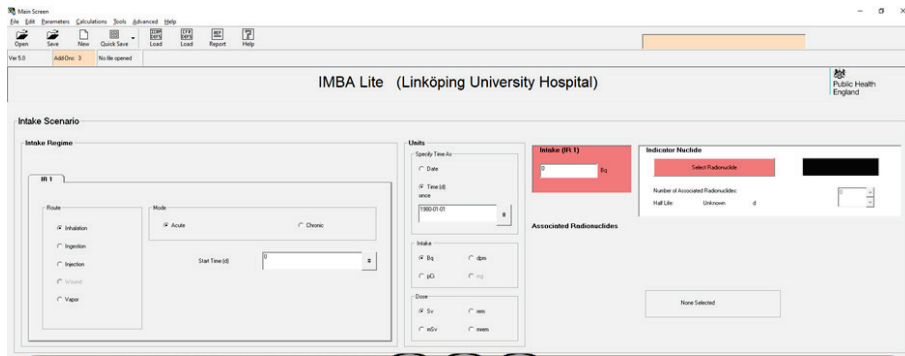 Main Screen
File Edit Parameters Calculations Tools Advanced Help
Open Save New Quick Save Load Load Report Help
Ver 5.0 Add-Ons: 3 No file opened
IMBA Lite (Linköping University Hospital)
Public Health
England
Intake Scenario
Intake Regime
IR 1
Route
Inhalation
Ingestion
Injection
Wound
Vapor
Mode
Acute
Chronic
Start Time (d)
0
Units
Specify Time As
Date
Time (d)
since
1980-01-01
Intake
Bq
dpm
pCi
mg
Dose
Sv
rem
mSv
mrem
Intake (IR 1)
0
Bq
Indicator Nuclide
Select Radionuclide
Number of Associated Radionuclides:
0
Half Life: Unknown d
Associated Radionuclides
None Selected